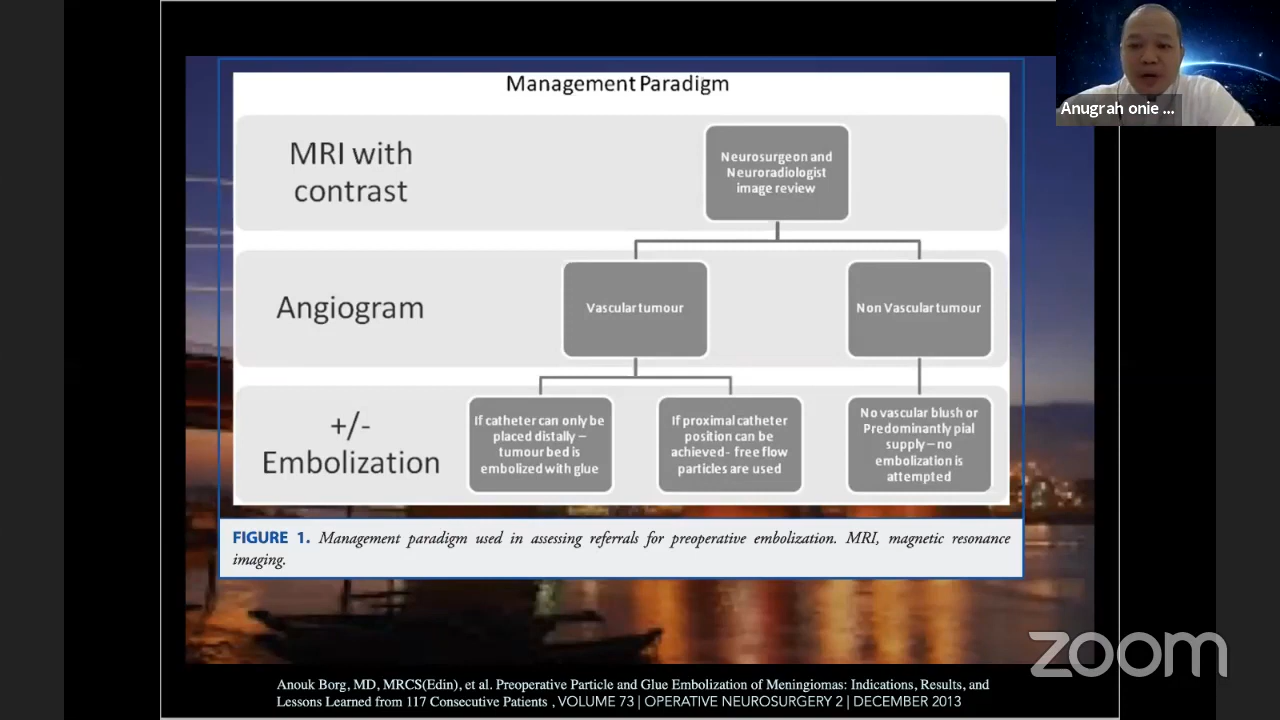 Management Paradigm
Anugrah onie ...
MRI with
contrast
Neurosurgeon and
Neuroradiologist
image review
Angiogram
Vascular tumour
Non Vascular tumour
+/-
Embolization
If catheter can only be
placed distally –
tumour bed is
embolized with glue
If proximal catheter
position can be
achieved- free flow
particles are used
No vascular blush or
Predominantly pial
supply – no
embolization is
attempted
FIGURE 1. Management paradigm used in assessing referrals for preoperative embolization. MRI, magnetic resonance
imaging.
zoom
Anouk Borg, MD, MRCS(Edin), et al. Preoperative Particle and Glue Embolization of Meningiomas: Indications, Results, and
Lessons Learned from 117 Consecutive Patients , VOLUME 73 | OPERATIVE NEUROSURGERY 2 | DECEMBER 2013